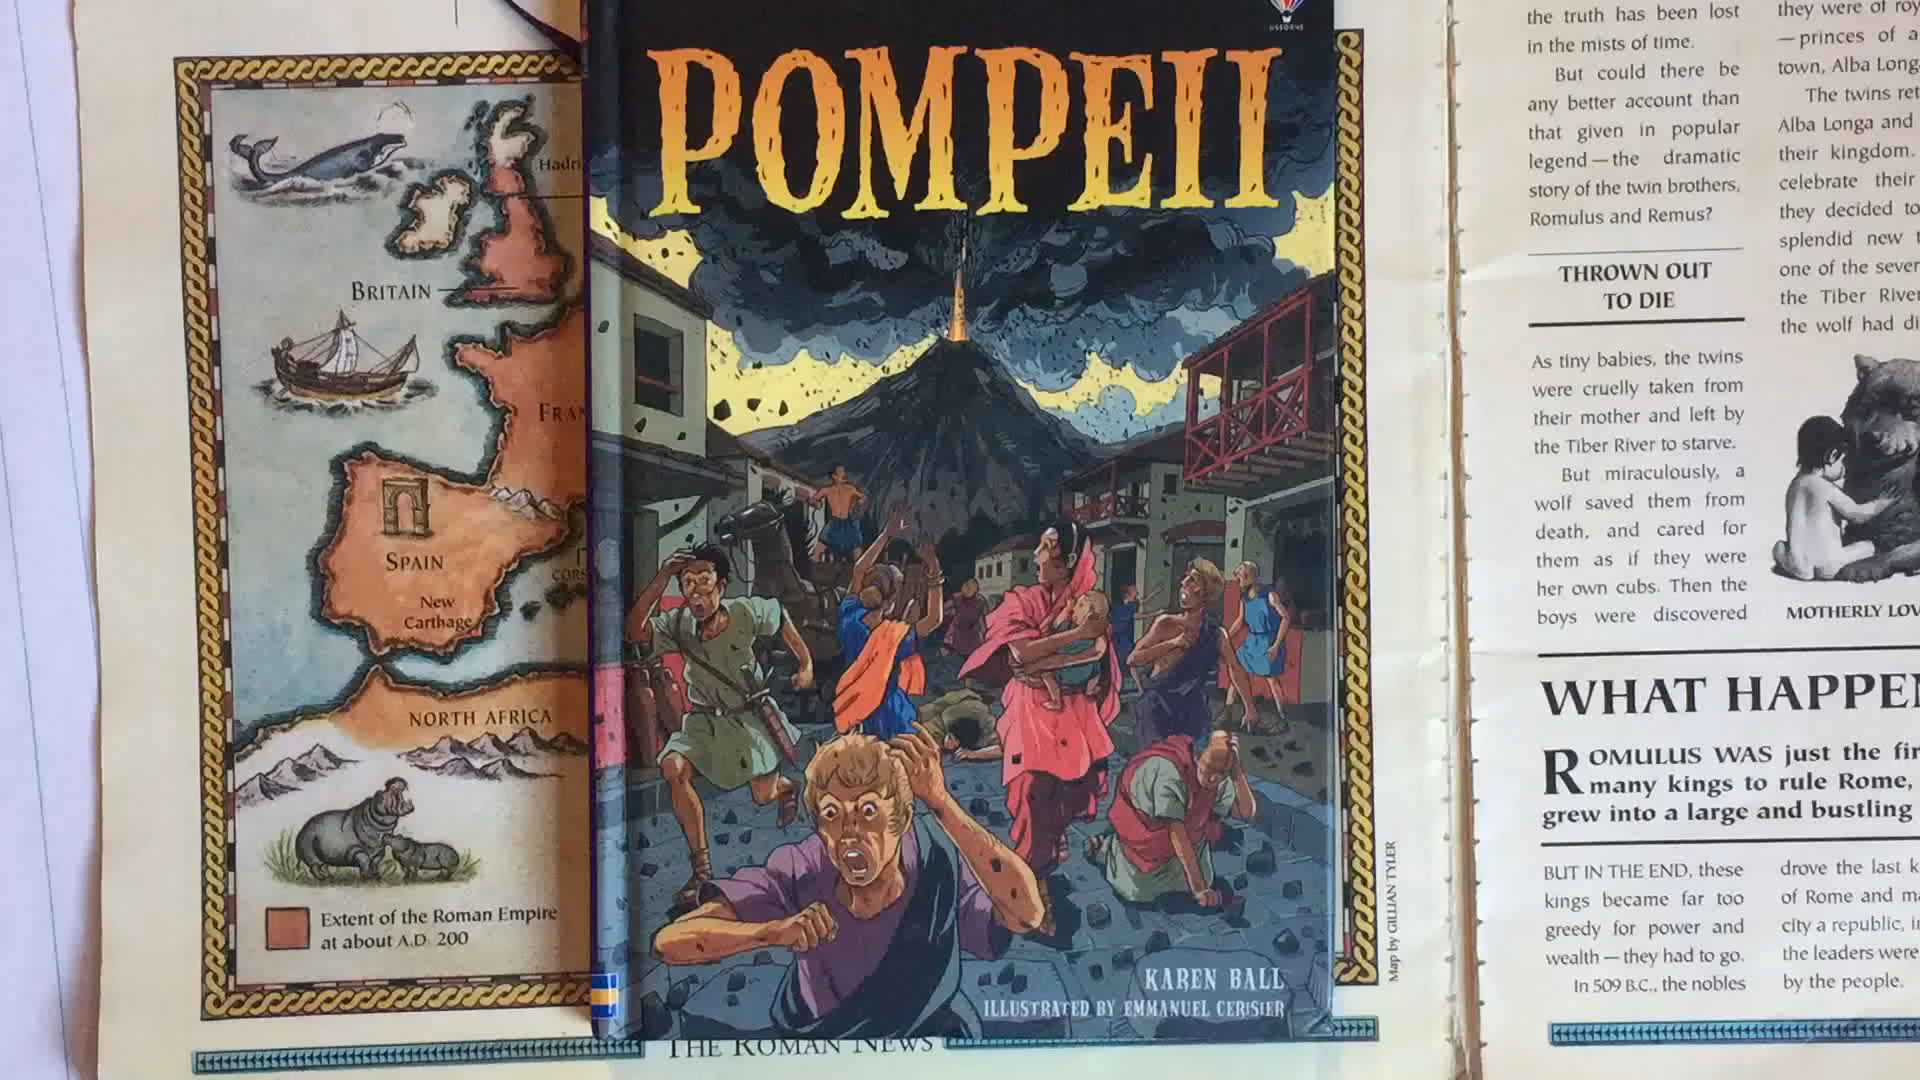 Hadri
BRITAIN
FRAN
SPAIN
New
Carthage
CORS
NORTH AFRICA
Extent of the Roman Empire
at about A.D. 200
USBORNE
POMPEII
KAREN BALL
ILLUSTRATED BY EMMANUEL CERISIER
Map by GILLIAN TYLER
THE ROMAN NEWS
the truth has been lost
in the mists of time.
But could there be
any better account than
that given in popular
legend — the dramatic
story of the twin brothers,
Romulus and Remus?
THROWN OUT
TO DIE
As tiny babies, the twins
were cruelly taken from
their mother and left by
the Tiber River to starve.
But miraculously, a
wolf saved them from
death, and cared for
them as if they were
her own cubs. Then the
boys were discovered
they were of roy
— princes of a
town, Alba Long
The twins ret
Alba Longa and
their kingdom.
celebrate their
they decided to
splendid new t
one of the seven
the Tiber River
the wolf had di
MOTHERLY LOV
WHAT HAPPEN
ROMULUS WAS just the fir
many kings to rule Rome,
grew into a large and bustling
BUT IN THE END, these
kings became far too
greedy for power and
wealth — they had to go.
In 509 B.C., the nobles
drove the last k
of Rome and ma
city a republic, i
the leaders were
by the people.